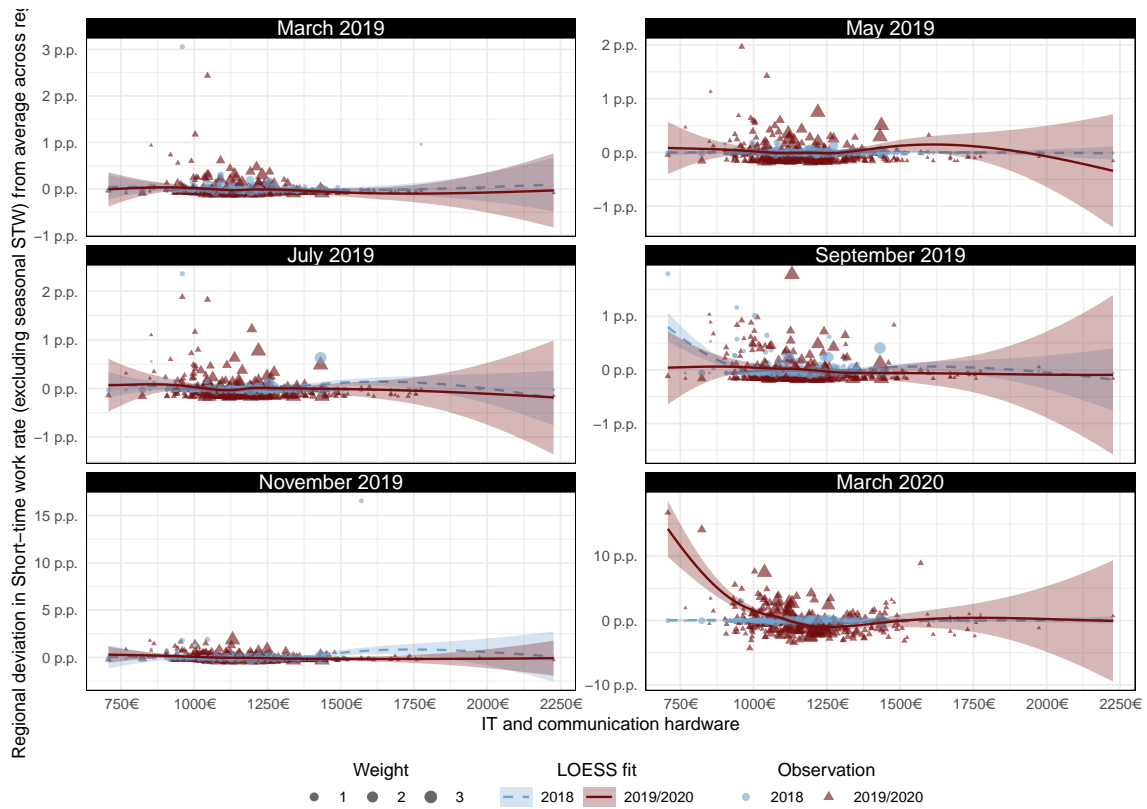 Regional deviation in Short−time work rate (excluding seasonal STW) from average across
March 2019
May 2019
3 p.p.
2 p.p.
1 p.p.
0 p.p.
−1 p.p.
2 p.p.
1 p.p.
0 p.p.
−1 p.p.
July 2019
September 2019
2 p.p.
1 p.p.
0 p.p.
−1 p.p.
1 p.p.
0 p.p.
−1 p.p.
November 2019
March 2020
15 p.p.
10 p.p.
5 p.p.
0 p.p.
10 p.p.
0 p.p.
−10 p.p.
750€ 1000€ 1250€ 1500€ 1750€ 2000€ 2250€
750€ 1000€ 1250€ 1500€ 1750€ 2000€ 2250€
IT and communication hardware
Weight LOESS fit Observation
1 2 3 2018 2019/2020 2018 2019/2020